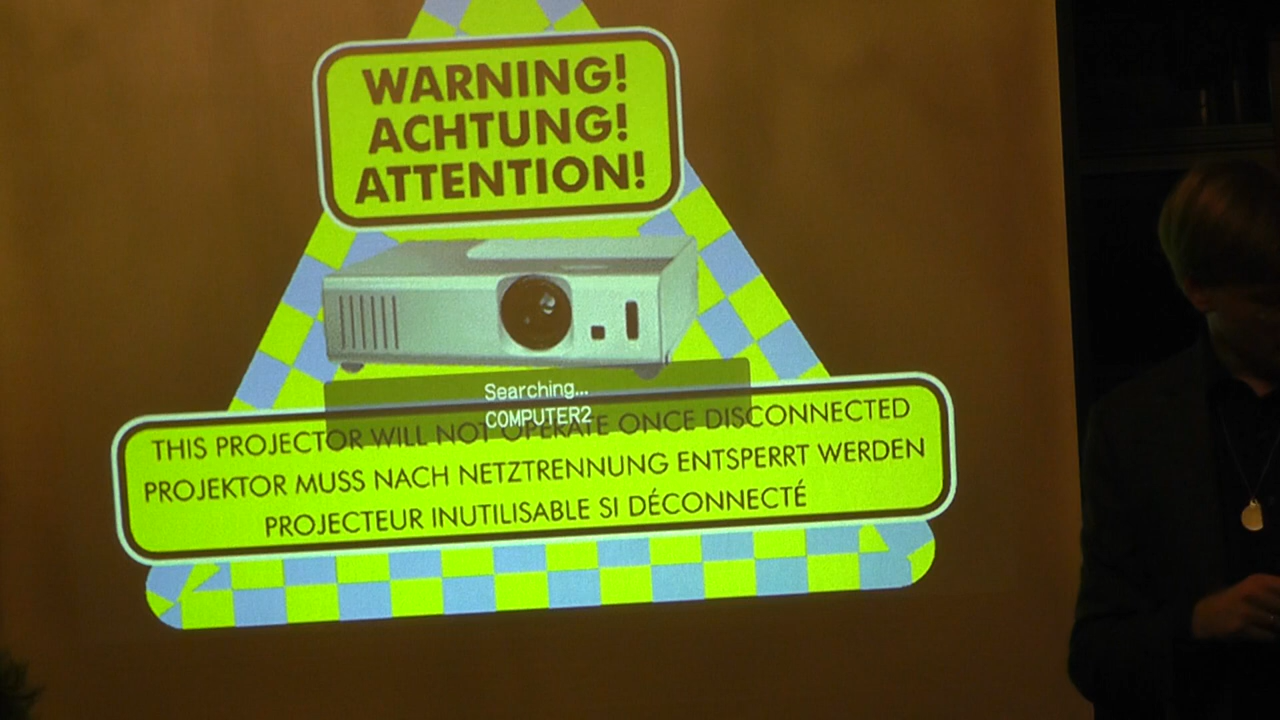 WARNING!
ACHTUNG!
ATTENTION!
Searching...
COMPUTER2
THIS PROJECTOR WILL NOT OPERATE ONCE DISCONNECTED
PROJEKTOR MUSS NACH NETZTRENNUNG ENTSPERRT WERDEN
PROJECTEUR INUTILISABLE SI DÉCONNECTÉ